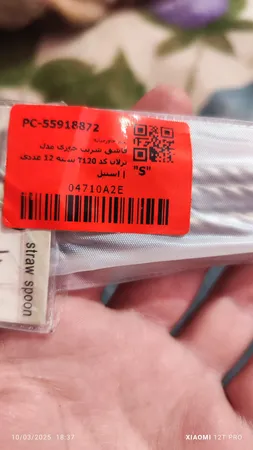 PC-55918872
قاشق شربت خوری مدل
ترلان کد T120 بسته 12 عددی
| استیل "S"
04710A2E
straw spoon
10/03/2025 18:37
XIAOMI 12T PRO